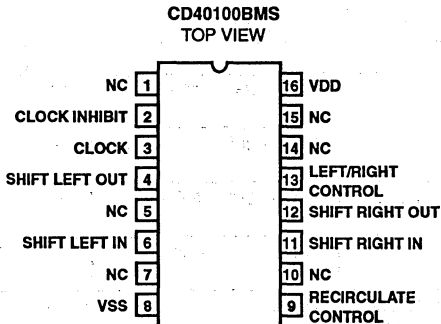 CD40100BMS
TOP VIEW
NC 1
CLOCK INHIBIT 2
CLOCK 3
SHIFT LEFT OUT 4
NC 5
SHIFT LEFT IN 6
NC 7
VSS 8
16 VDD
15 NC
14 NC
13 LEFT/RIGHT
CONTROL
12 SHIFT RIGHT OUT
11 SHIFT RIGHT IN
10 NC
9 RECIRCULATE
CONTROL